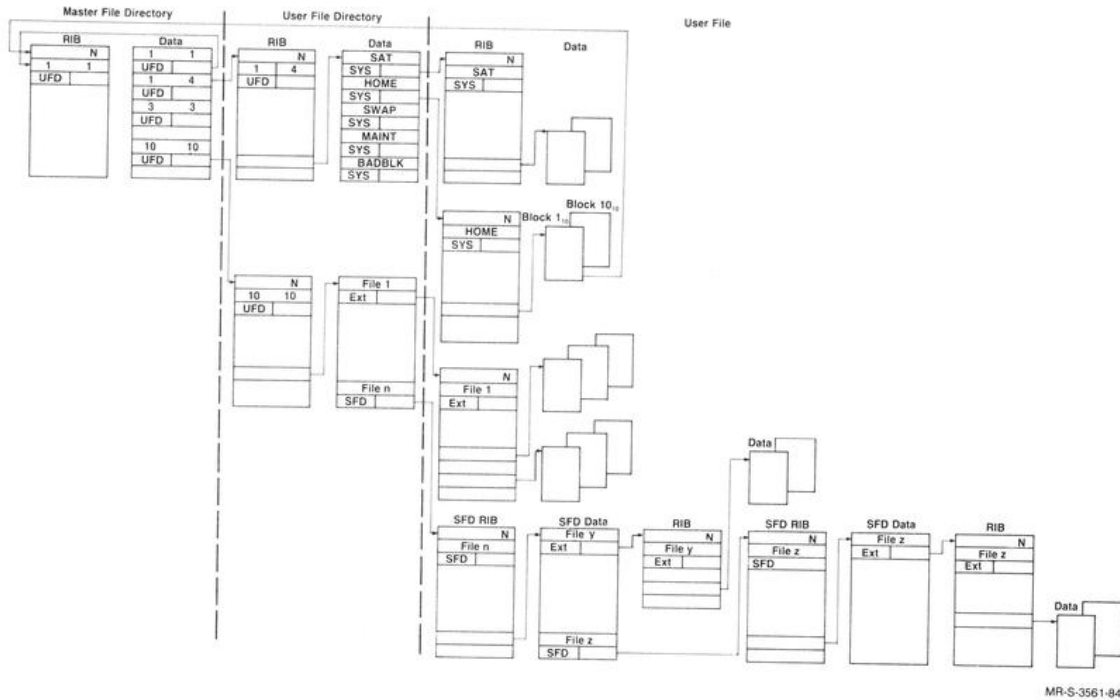 Master File Directory
User File Directory
User File
RIB
N
1 1
UFD
Data
1 1
UFD
1 4
UFD
3 3
UFD
10 10
UFD
RIB
N
1 4
UFD
Data
SAT
SYS
HOME
SYS
SWAP
SYS
MAINT
SYS
BADBLK
SYS
RIB
N
SAT
SYS
Data
N
HOME
SYS
Block 1₁₀
Block 10₁₀
N
10 10
UFD
File 1
Ext
File n
SFD
N
File 1
Ext
SFD RIB
N
File n
SFD
SFD Data
File y
Ext
File z
SFD
RIB
N
File y
Ext
Data
SFD RIB
N
File z
SFD
SFD Data
File z
Ext
RIB
N
File z
Ext
Data
MR-S-3561-84